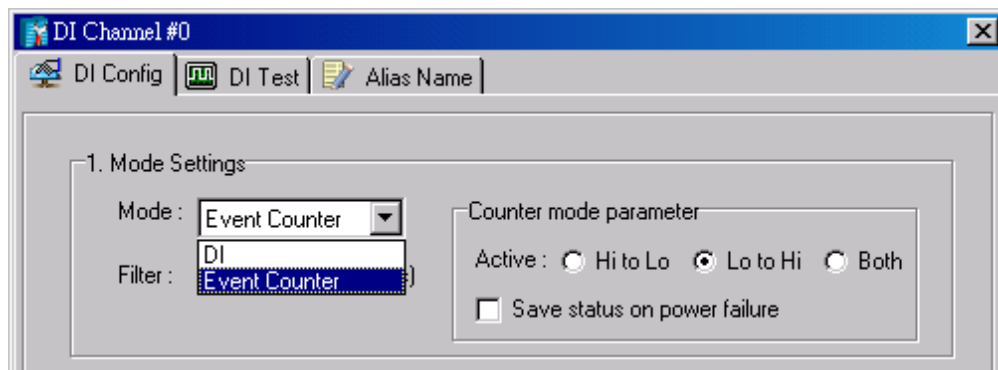 DI Channel #0
DI Config DI Test Alias Name
1. Mode Settings
Mode : Event Counter
DI
Event Counter
Filter :
)
Counter mode parameter
Active : Hi to Lo Lo to Hi Both
Save status on power failure